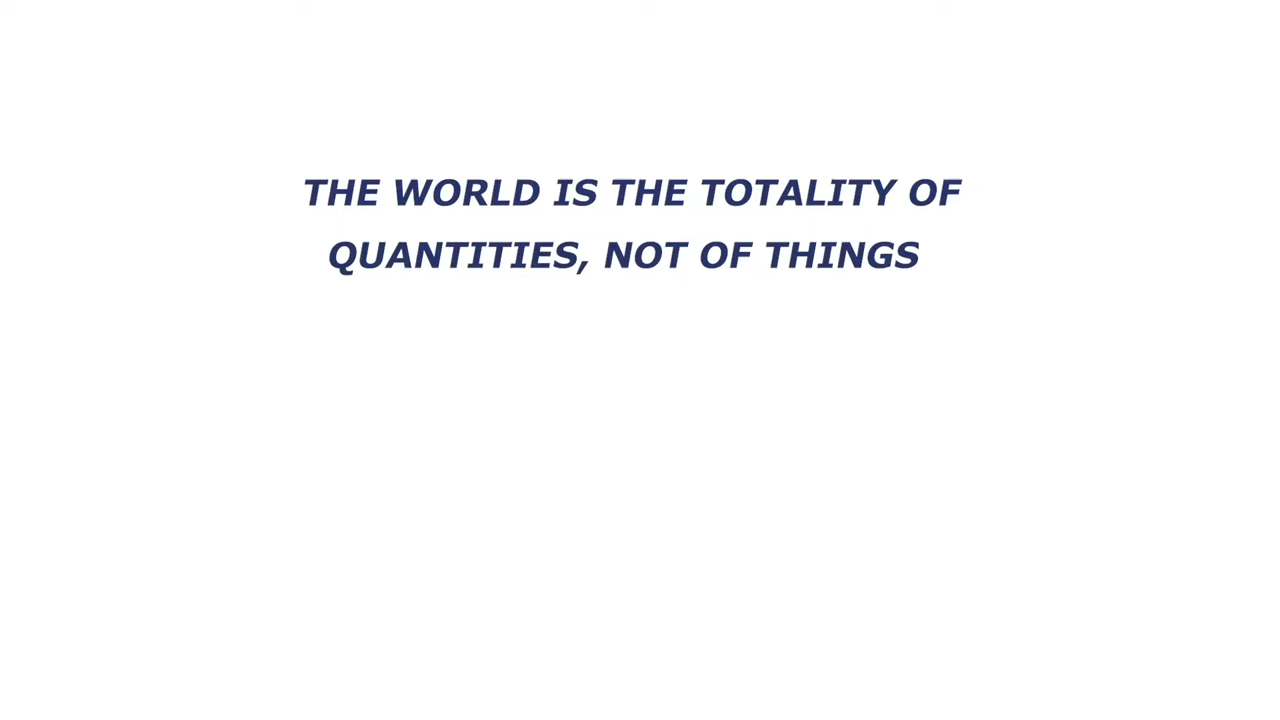 THE WORLD IS THE TOTALITY OF
QUANTITIES, NOT OF THINGS